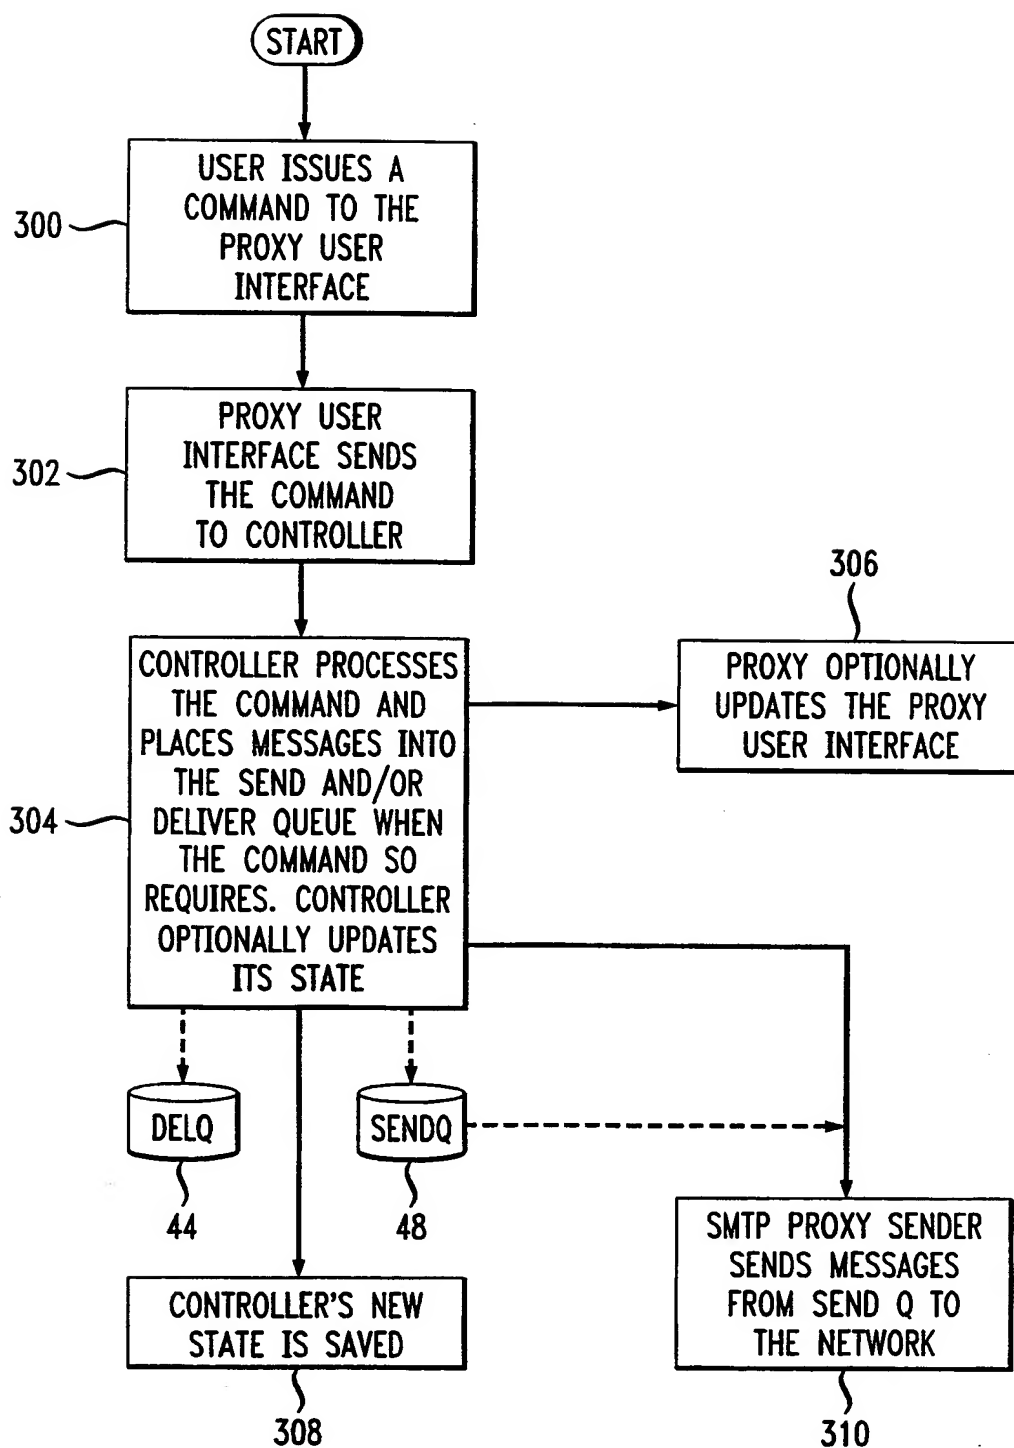 START
USER ISSUES A
COMMAND TO THE
PROXY USER
INTERFACE
300
PROXY USER
INTERFACE SENDS
THE COMMAND
TO CONTROLLER
302
306
CONTROLLER PROCESSES
THE COMMAND AND
PLACES MESSAGES INTO
THE SEND AND/OR
DELIVER QUEUE WHEN
THE COMMAND SO
REQUIRES. CONTROLLER
OPTIONALLY UPDATES
ITS STATE
304
PROXY OPTIONALLY
UPDATES THE PROXY
USER INTERFACE
DELQ
SENDQ
44
48
SMTP PROXY SENDER
SENDS MESSAGES
FROM SEND Q TO
THE NETWORK
CONTROLLER'S NEW
STATE IS SAVED
308
310